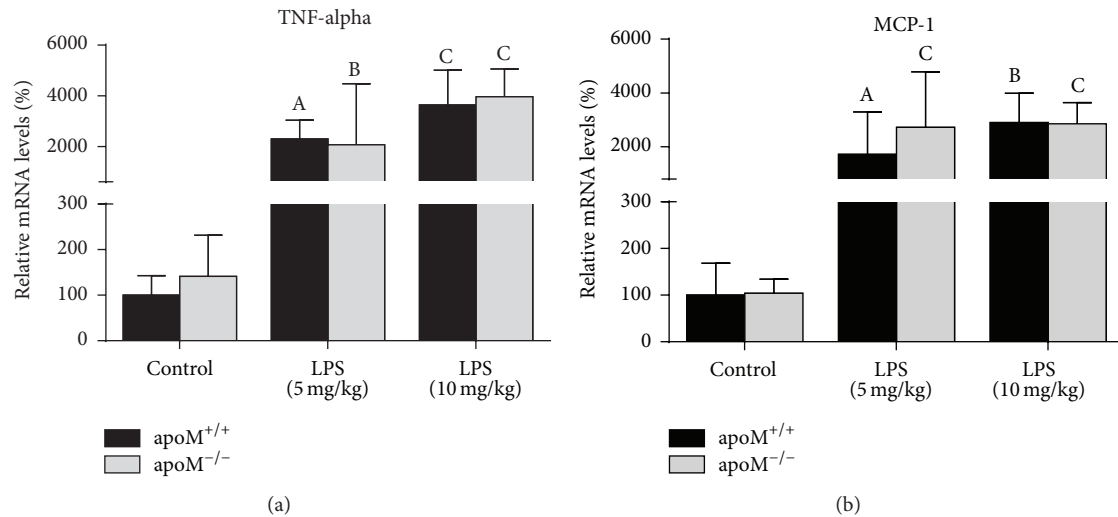 TNF-alpha
Relative mRNA levels (%)
6000
4000
2000
300
200
100
0
A
B
C
C
Control
LPS
(5 mg/kg)
LPS
(10 mg/kg)
apoM+/+
apoM−/−
(a)
MCP-1
Relative mRNA levels (%)
6000
4000
2000
300
200
100
0
A
C
B
C
Control
LPS
(5 mg/kg)
LPS
(10 mg/kg)
apoM+/+
apoM−/−
(b)